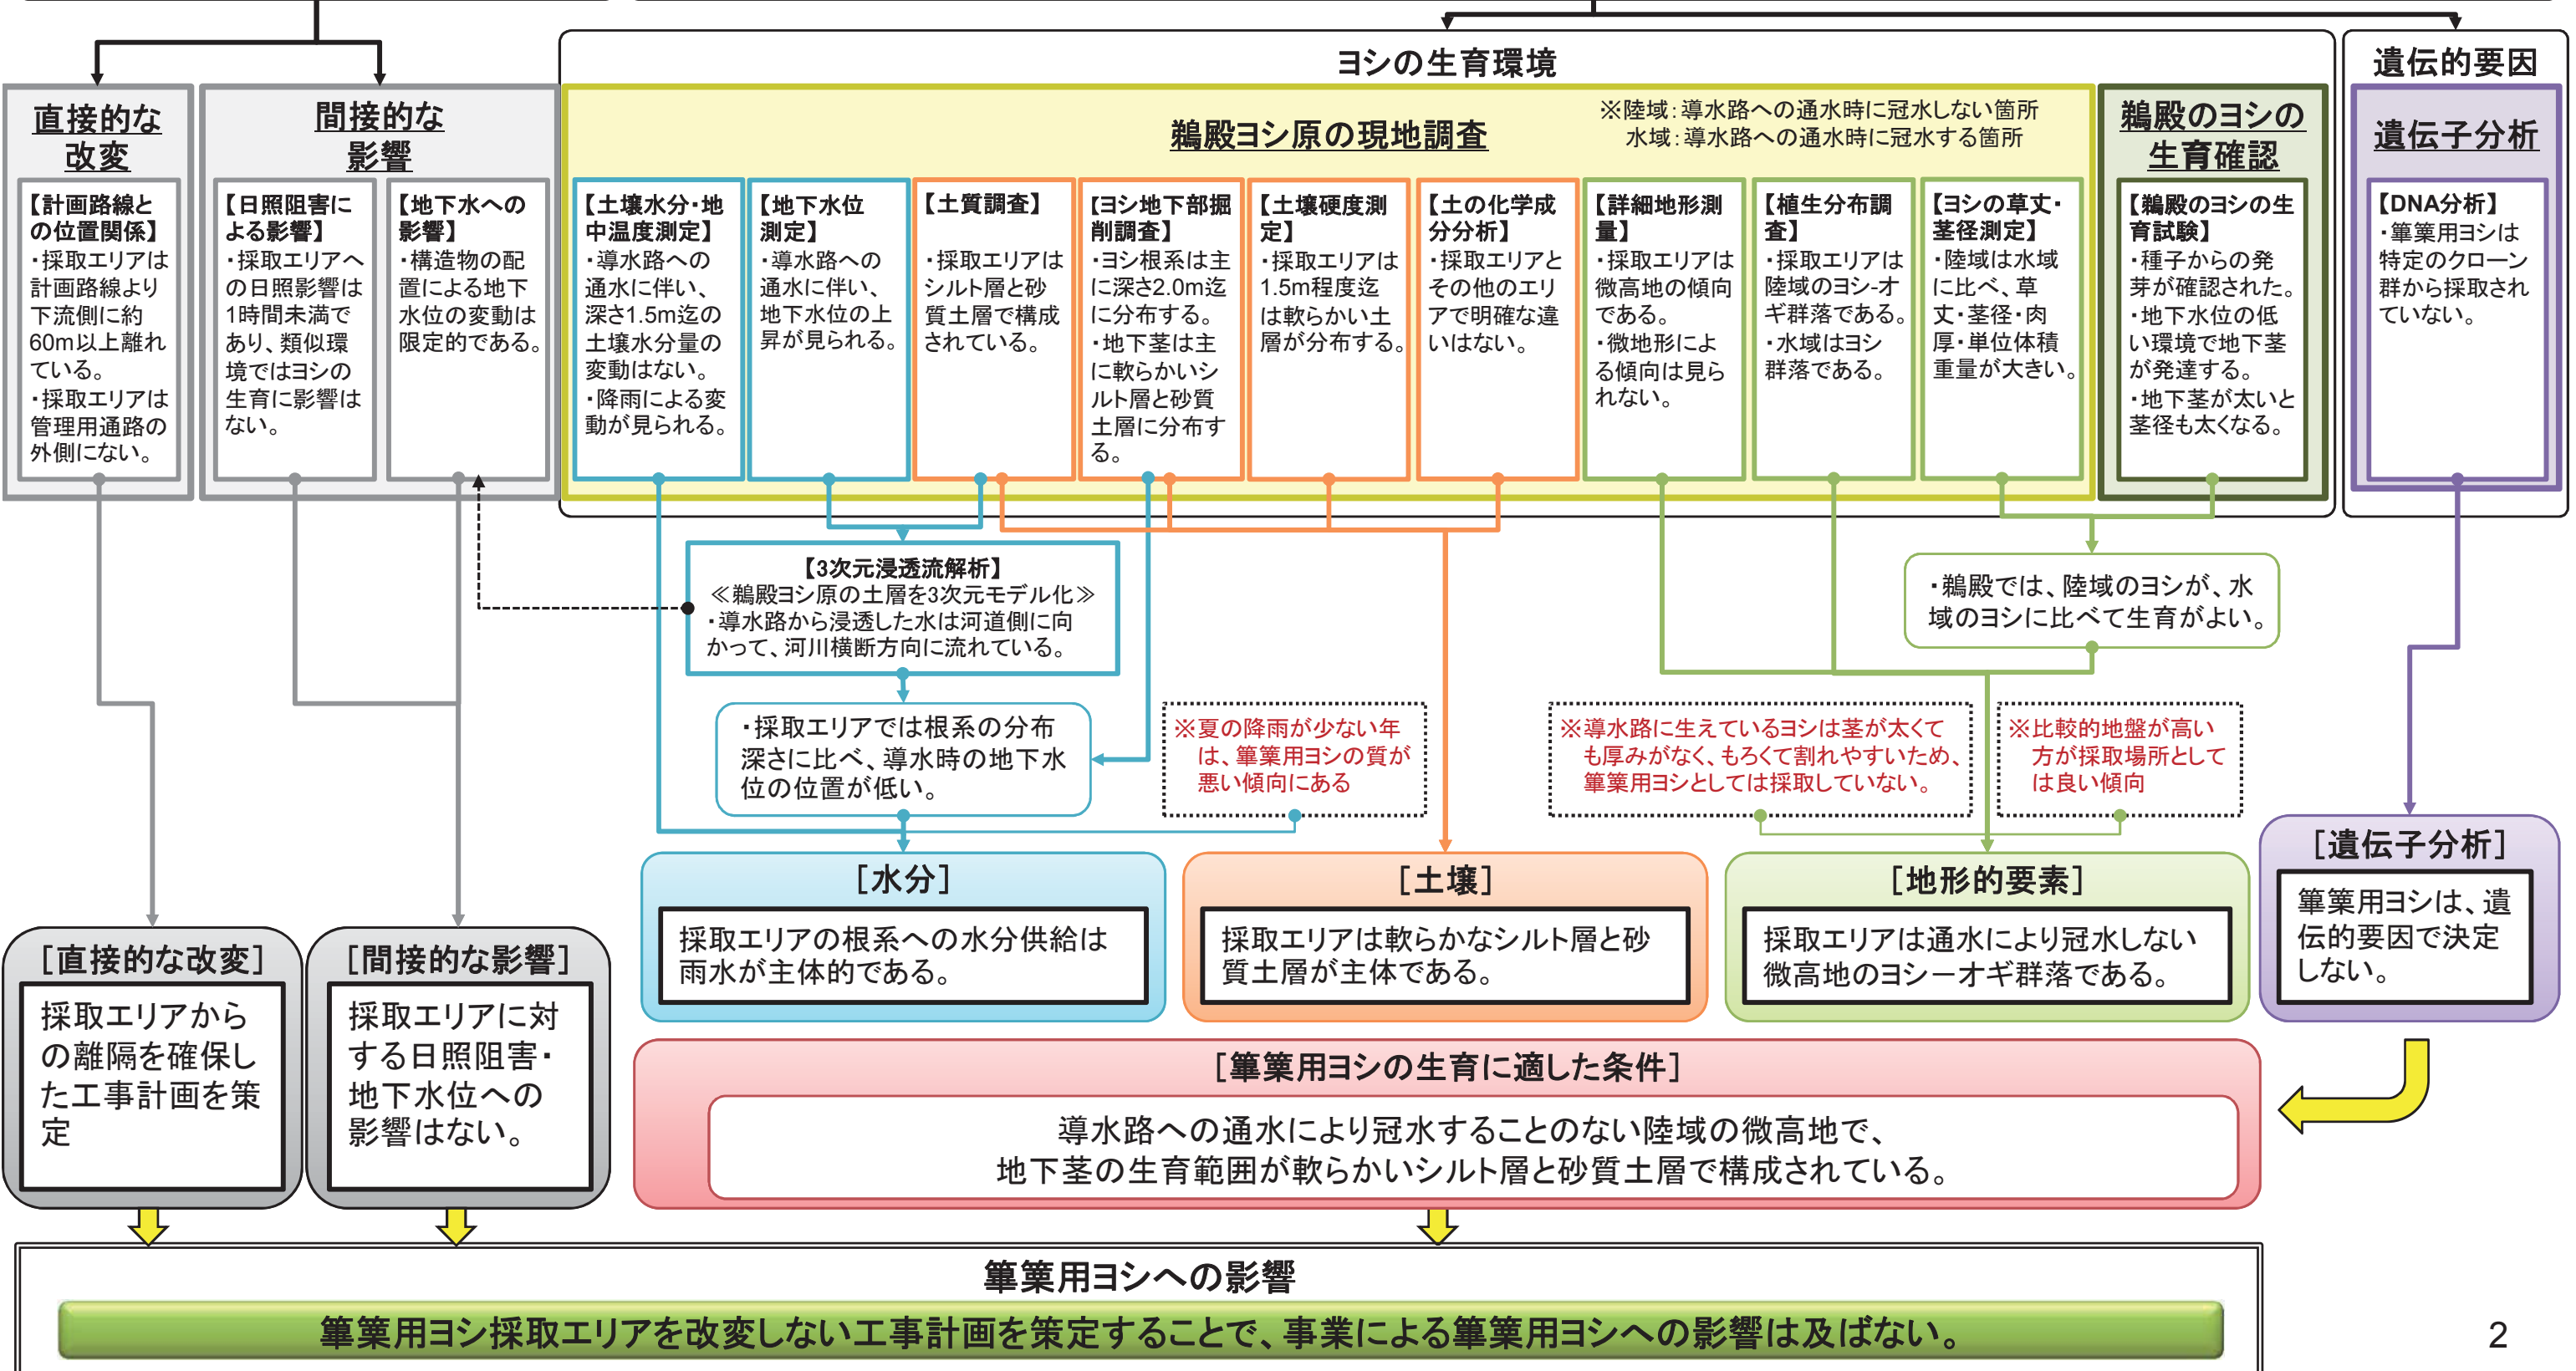 ヨシの生育環境
遺伝的要因
直接的な
改変
【計画路線と
の位置関係】
・採取エリアは
計画路線より
下流側に約
60m以上離れ
ている。
・採取エリアは
管理用通路の
外側にない。
間接的な
影響
【日照阻害に
よる影響】
・採取エリアへ
の日照影響は
1時間未満で
あり、類似環
境ではヨシの
生育に影響は
ない。
【地下水への
影響】
・構造物の配
置による地下
水位の変動は
限定的である。
鵜殿ヨシ原の現地調査
※陸域：導水路への通水時に冠水しない箇所
水域：導水路への通水時に冠水する箇所
【土壌水分・地
中温度測定】
・導水路への
通水に伴い、
深さ1.5m迄の
土壌水分量の
変動はない。
・降雨による変
動が見られる。
【地下水位
測定】
・導水路への
通水に伴い、
地下水位の上
昇が見られる。
【土質調査】
・採取エリアは
シルト層と砂
質土層で構成
されている。
【ヨシ地下部掘
削調査】
・ヨシ根系は主
に深さ2.0m迄
に分布する。
・地下茎は主
に軟らかいシ
ルト層と砂質
土層に分布す
る。
【土壌硬度測
定】
・採取エリアは
1.5m程度迄
は軟らかい土
層が分布する。
【土の化学成
分分析】
・採取エリアと
その他のエリ
アで明確な違
いはない。
【詳細地形測
量】
・採取エリアは
微高地の傾向
である。
・微地形によ
る傾向は見ら
れない。
【植生分布調
査】
・採取エリアは
陸域のヨシ-オ
ギ群落である。
・水域はヨシ
群落である。
【ヨシの草丈・
茎径測定】
・陸域は水域
に比べ、草
丈・茎径・肉
厚・単位体積
重量が大きい。
鵜殿のヨシの
生育確認
【鵜殿のヨシの生
育試験】
・種子からの発
芽が確認された。
・地下水位の低
い環境で地下茎
が発達する。
・地下茎が太いと
茎径も太くなる。
遺伝子分析
【DNA分析】
・篳篥用ヨシは
特定のクローン
群から採取され
ていない。
【3次元浸透流解析】
≪鵜殿ヨシ原の土層を3次元モデル化≫
・導水路から浸透した水は河道側に向
かって、河川横断方向に流れている。
・鵜殿では、陸域のヨシが、水
域のヨシに比べて生育がよい。
・採取エリアでは根系の分布
深さに比べ、導水時の地下水
位の位置が低い。
※夏の降雨が少ない年
は、篳篥用ヨシの質が
悪い傾向にある
※導水路に生えているヨシは茎が太くて
も厚みがなく、もろくて割れやすいため、
篳篥用ヨシとしては採取していない。
※比較的地盤が高い
方が採取場所として
は良い傾向
［直接的な改変］
採取エリアから
の離隔を確保し
た工事計画を策
定
［間接的な影響］
採取エリアに対
する日照阻害・
地下水位への
影響はない。
［水分］
採取エリアの根系への水分供給は
雨水が主体的である。
［土壌］
採取エリアは軟らかなシルト層と砂
質土層が主体である。
［地形的要素］
採取エリアは通水により冠水しない
微高地のヨシーオギ群落である。
［遺伝子分析］
篳篥用ヨシは、遺
伝的要因で決定
しない。
［篳篥用ヨシの生育に適した条件］
導水路への通水により冠水することのない陸域の微高地で、
地下茎の生育範囲が軟らかいシルト層と砂質土層で構成されている。
篳篥用ヨシへの影響
篳篥用ヨシ採取エリアを改変しない工事計画を策定することで、事業による篳篥用ヨシへの影響は及ばない。
2